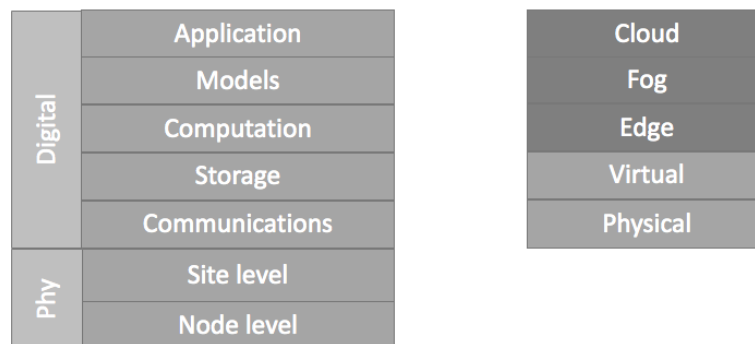 Digital
Application
Models
Computation
Storage
Communications
Phy
Site level
Node level
Cloud
Fog
Edge
Virtual
Physical